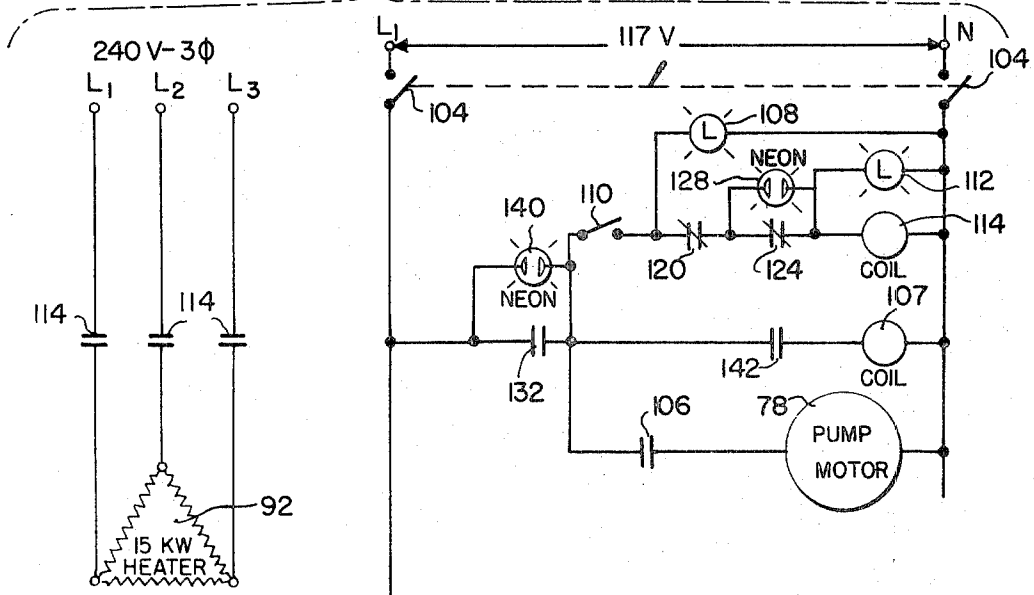 240 V-3Φ
L1 L2 L3
114
114
92
15 KW
HEATER
L1
117 V
N
104
104
108
L
NEON
128
L
112
110
140
114
120
124
COIL
NEON
107
132
142
COIL
106
78
PUMP
MOTOR